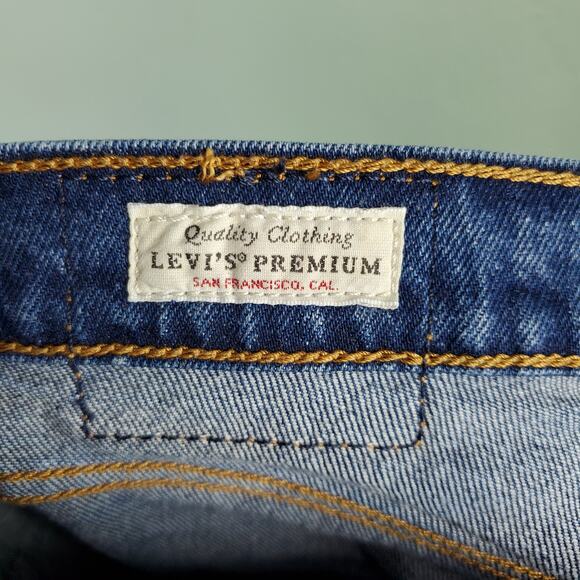 Quality Clothing
LEVI'S® PREMIUM
SAN FRANCISCO, CAL.